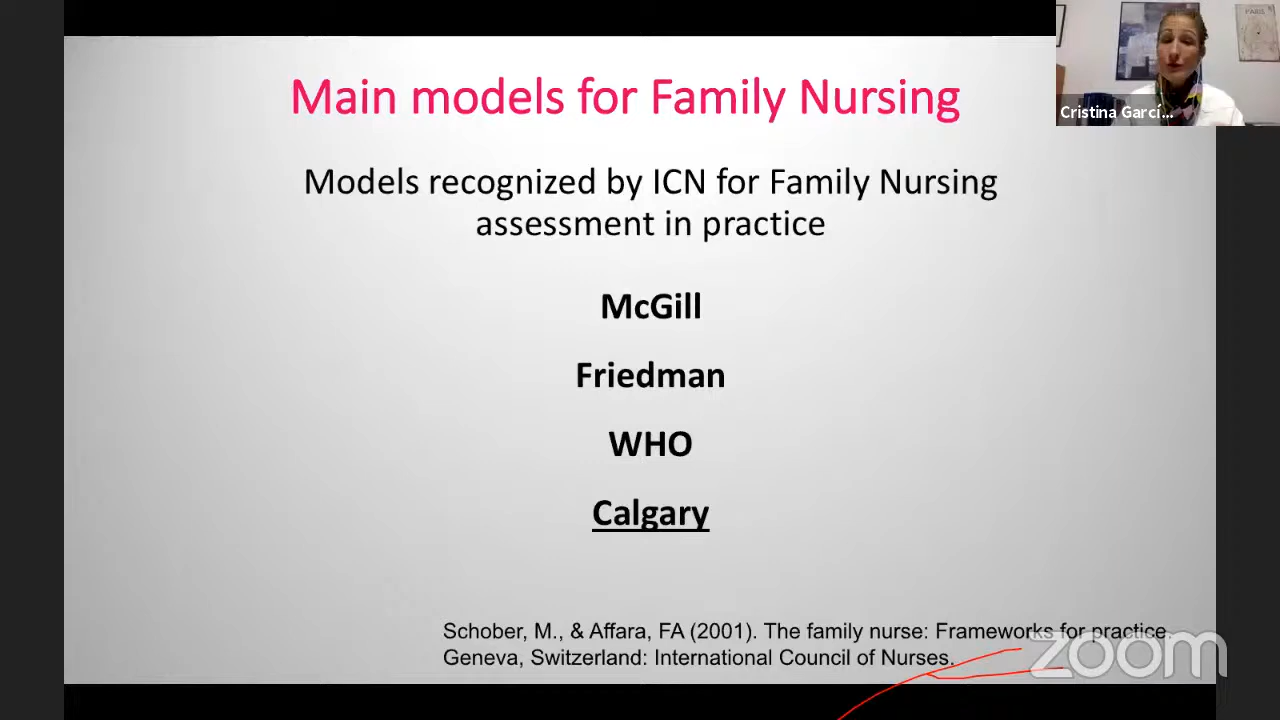 Main models for Family Nursing
Cristina Garcí...
Models recognized by ICN for Family Nursing
assessment in practice
McGill
Friedman
WHO
Calgary
Schober, M., & Affara, FA (2001). The family nurse: Frameworks for practice.
Geneva, Switzerland: International Council of Nurses.
zoom
PARIS